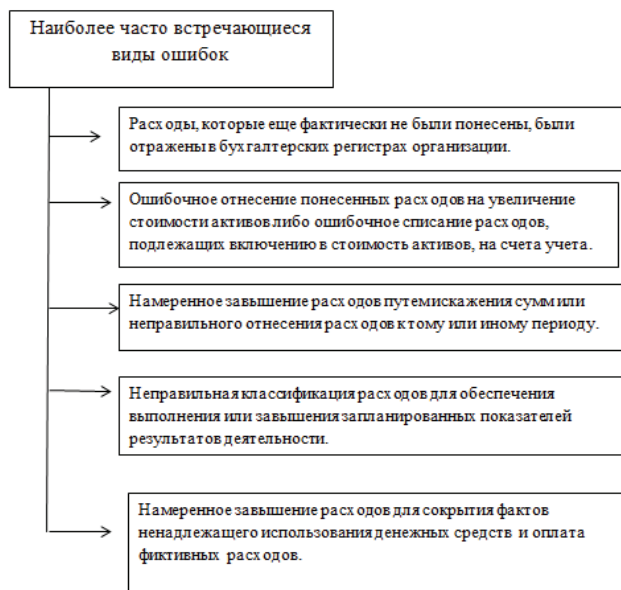 Наиболее часто встречающиеся
виды ошибок
Расходы, которые еще фактически не были понесены, были
отражены в бухгалтерских регистрах организации.
Ошибочное отнесение понесенных расходов на увеличение
стоимости активов либо ошибочное списание расходов,
подлежащих включению в стоимость активов, на счета учета.
Намеренное завышение расходов путемискажения сумм или
неправильного отнесения расходов к тому или иному периоду.
Неправильная классификация расходов для обеспечения
выполнения или завышения запланированных показателей
результатов деятельности.
Намеренное завышение расходов для сокрытия фактов
ненадлежащего использования денежных средств и оплата
фиктивных расходов.